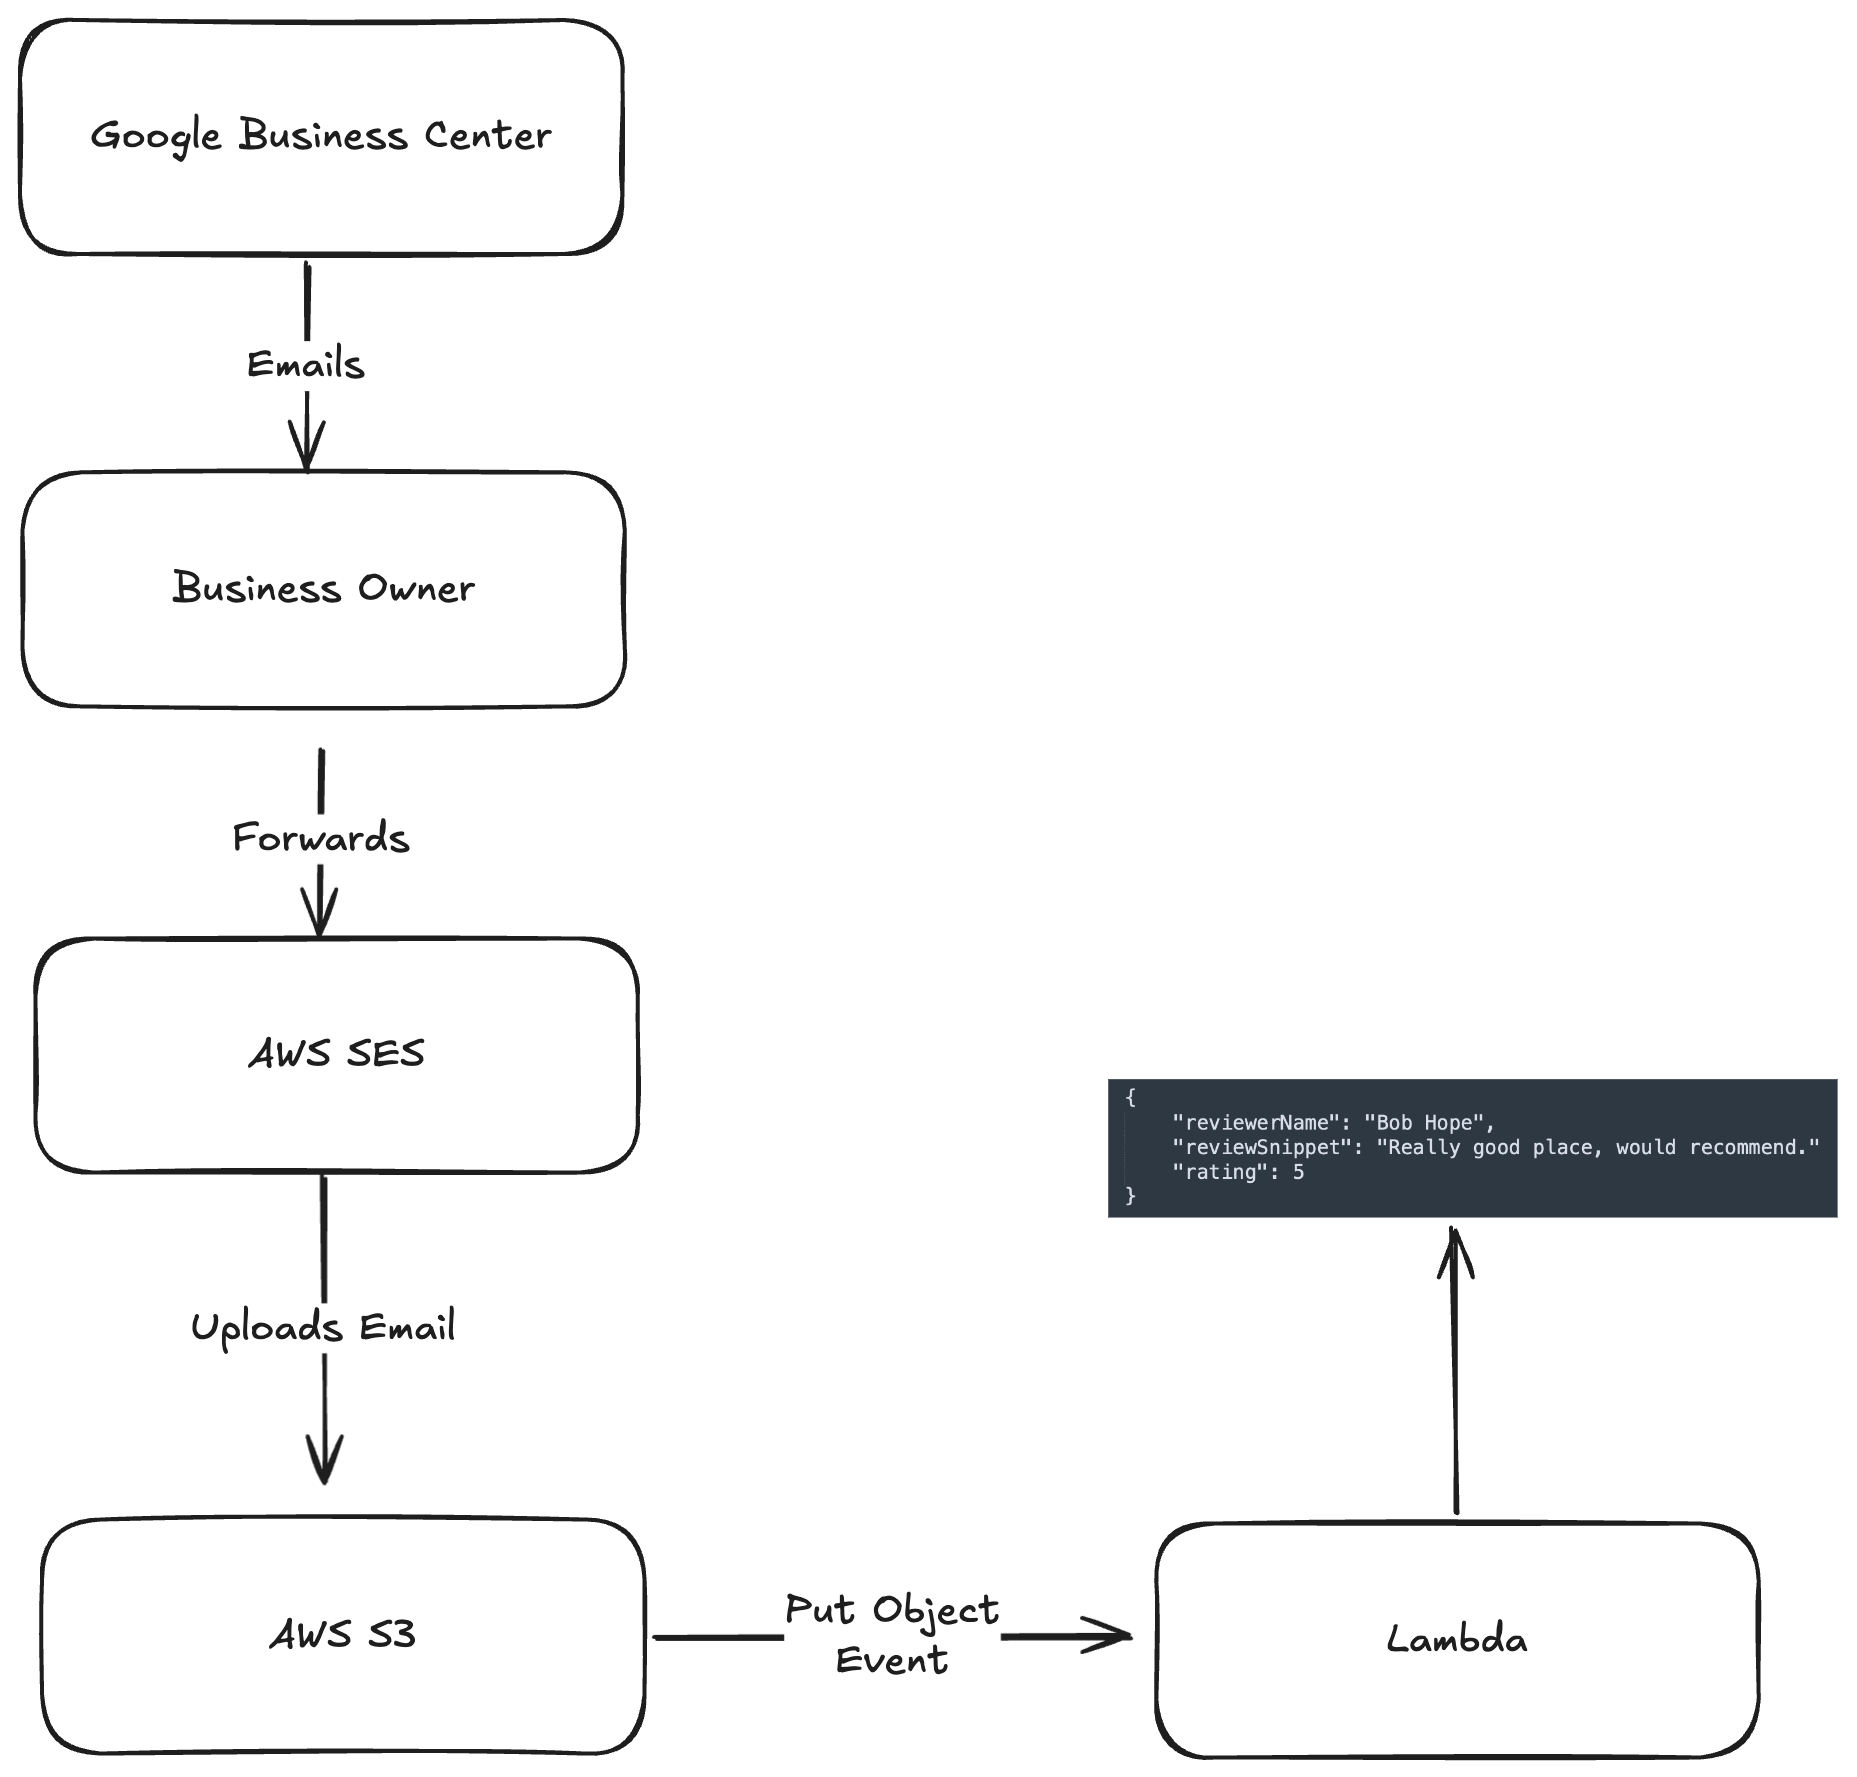 Google Business Center
Emails
Business Owner
Forwards
AWS SES
Uploads Email
AWS S3
Put Object
Event
Lambda
{
"reviewerName": "Bob Hope",
"reviewSnippet": "Really good place, would recommend."
"rating": 5
}